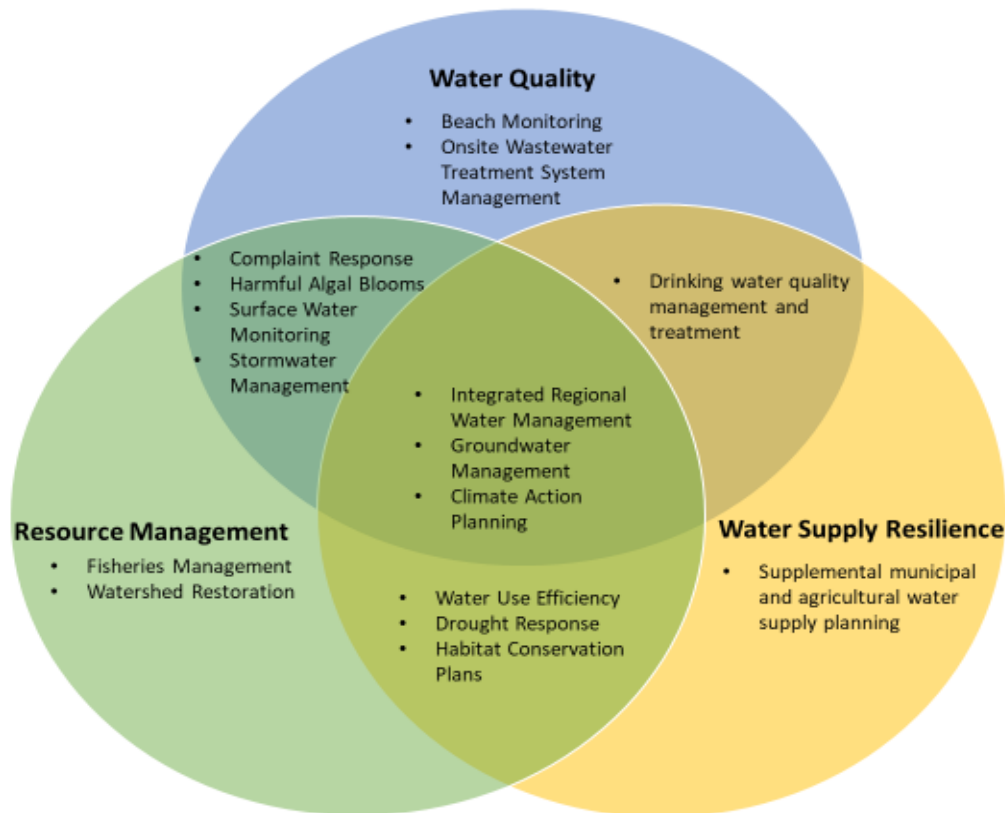 Water Quality
• Beach Monitoring
• Onsite Wastewater
Treatment System
Management
• Complaint Response
• Harmful Algal Blooms
• Surface Water
Monitoring
• Stormwater
Management
• Drinking water quality
management and
treatment
• Integrated Regional
Water Management
• Groundwater
Management
• Climate Action
Planning
Resource Management
• Fisheries Management
• Watershed Restoration
Water Supply Resilience
• Supplemental municipal
and agricultural water
supply planning
• Water Use Efficiency
• Drought Response
• Habitat Conservation
Plans